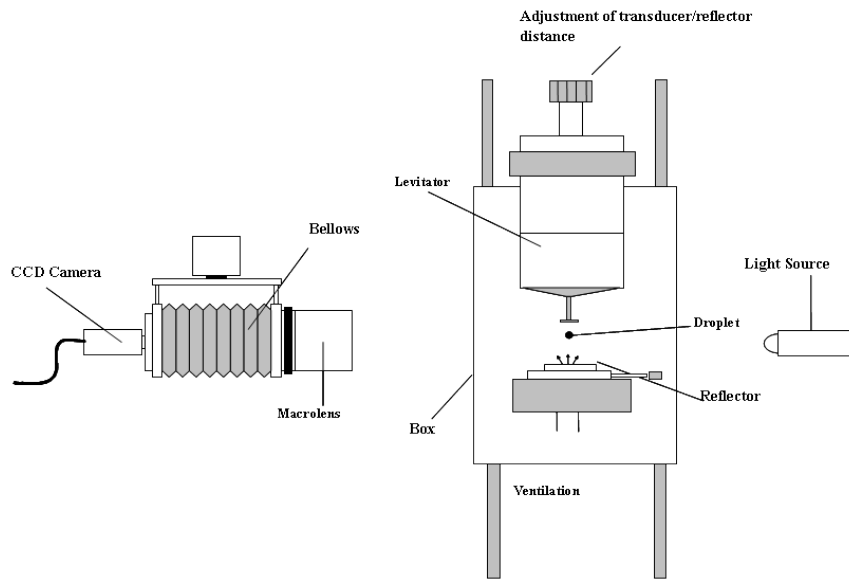 Adjustment of transducer/reflector
distance
Levitator
Bellows
CCD Camera
Light Source
Droplet
Macrolens
Reflector
Box
Ventilation